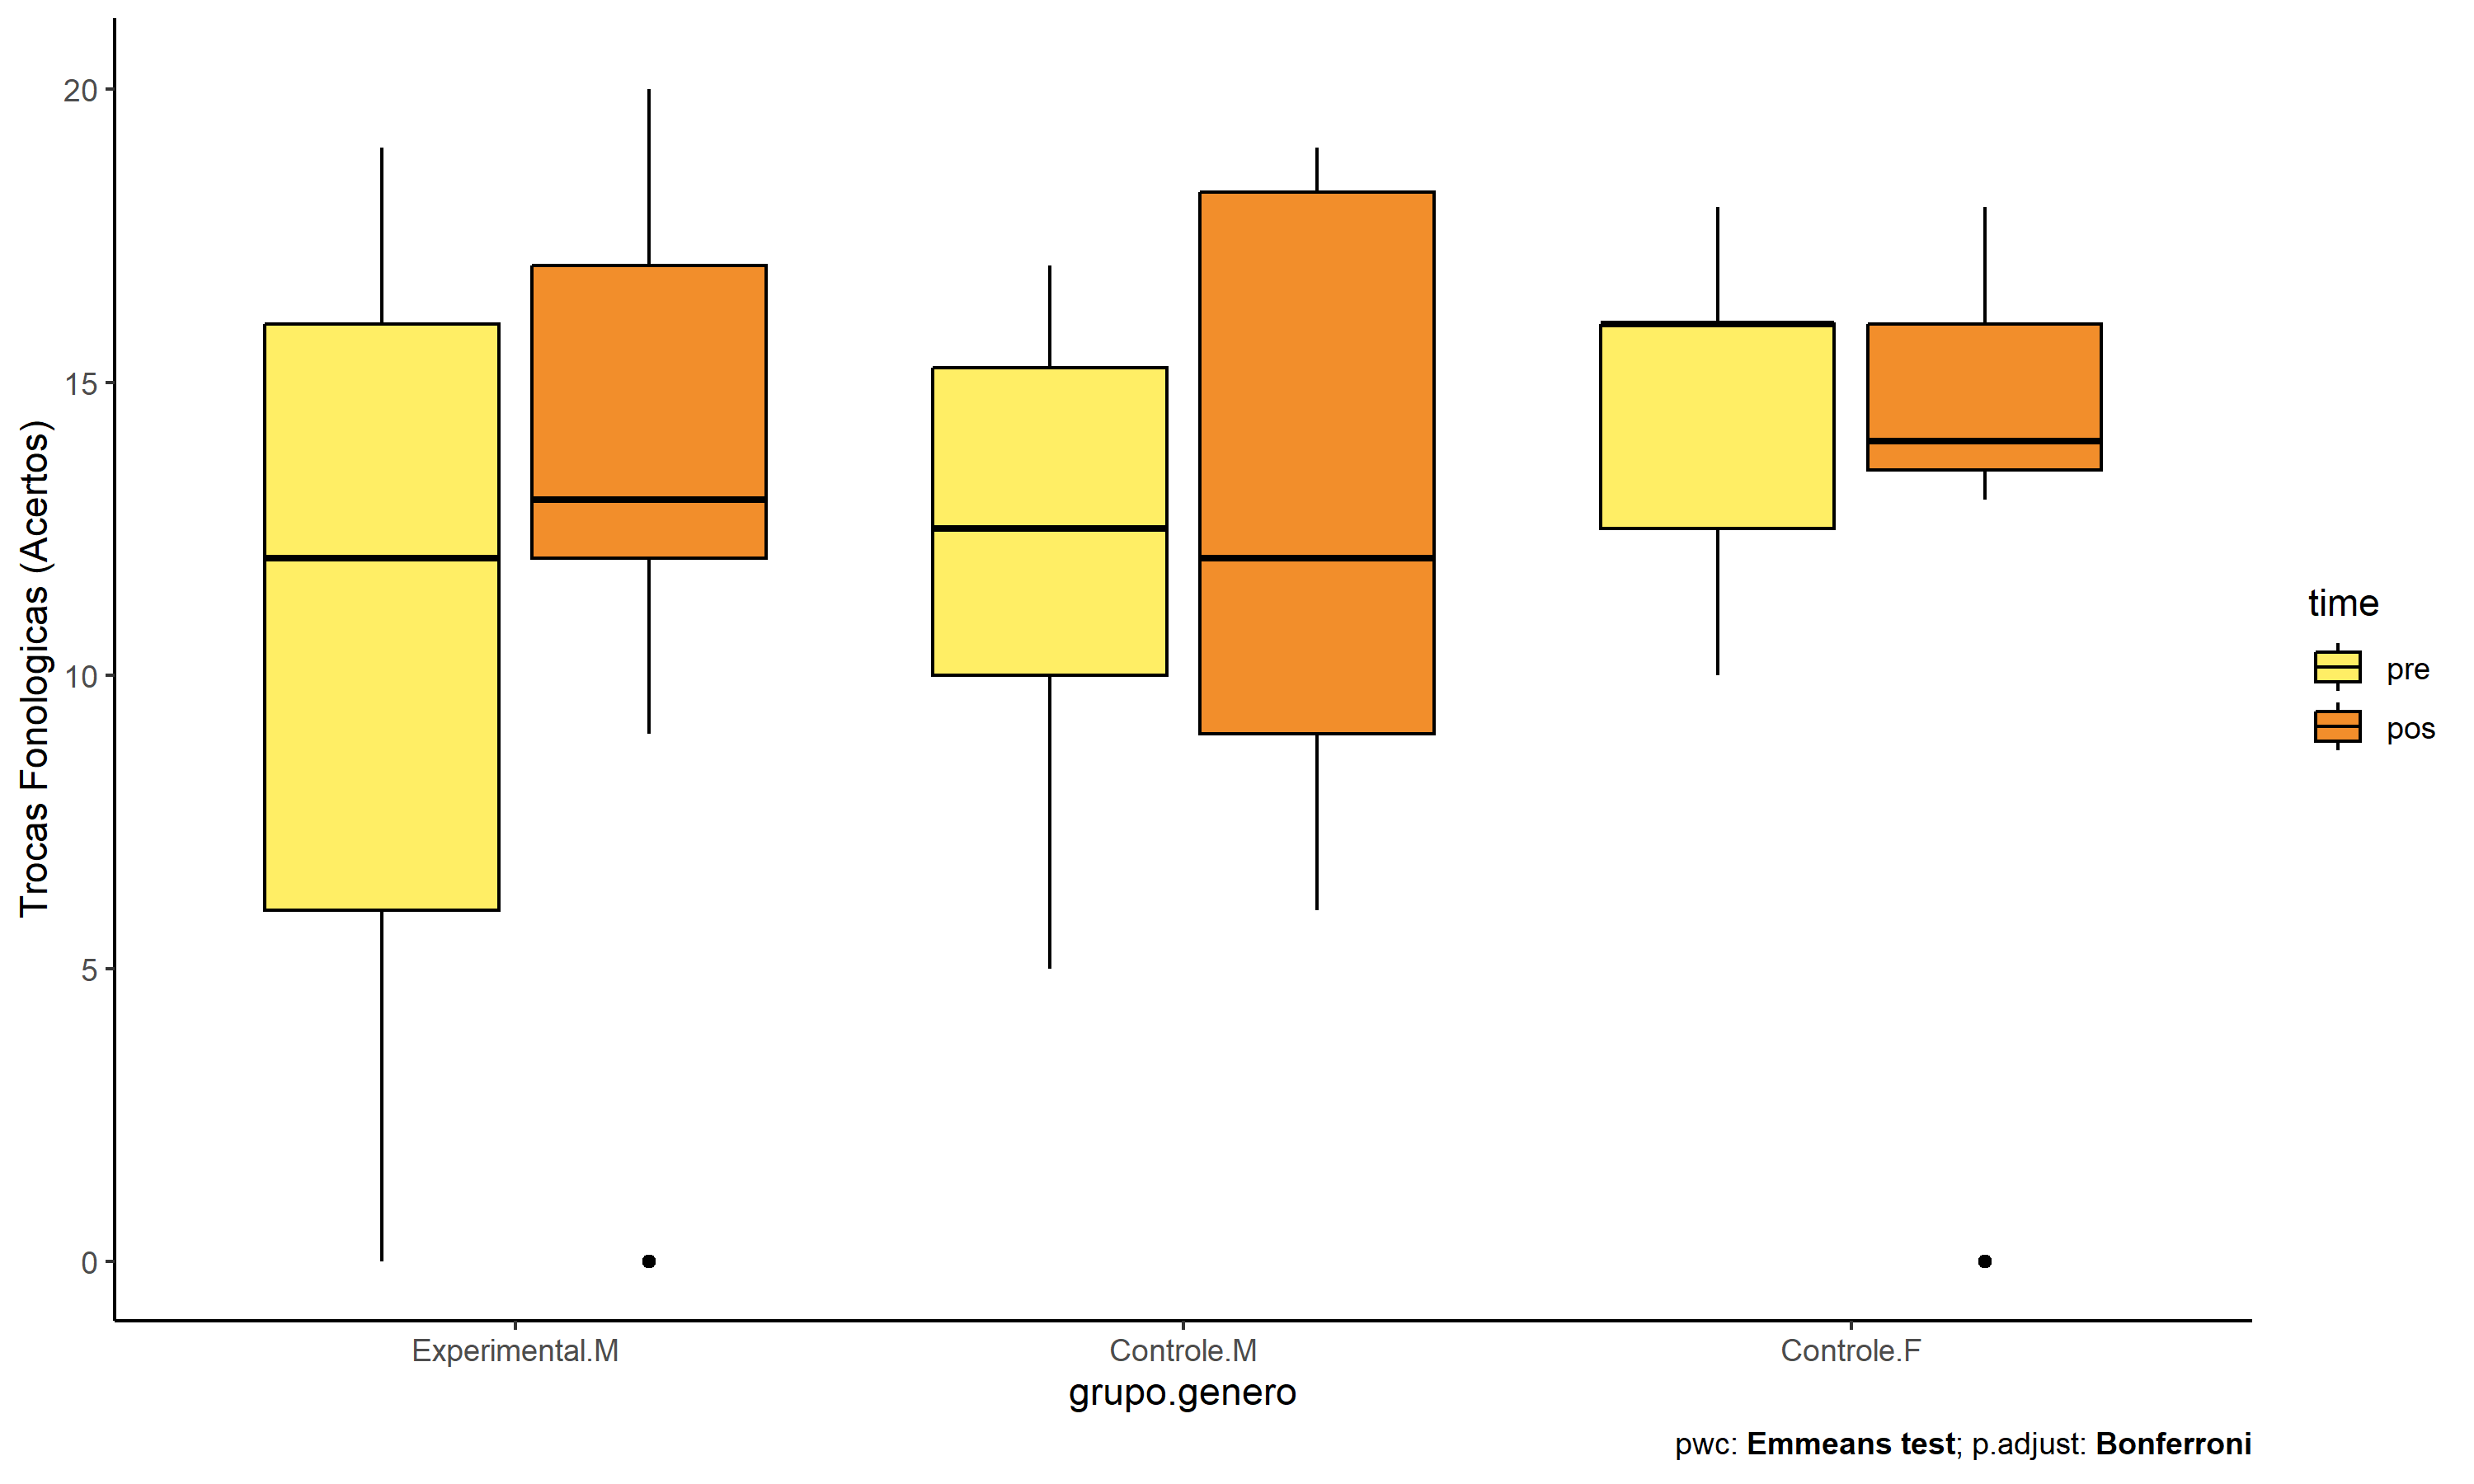 Trocas Fonologicas (Acertos)
20
15
10
5
0
Experimental.M
Controle.M
Controle.F
grupo.genero
time
pre
pos
pwc: Emmeans test; p.adjust: Bonferroni